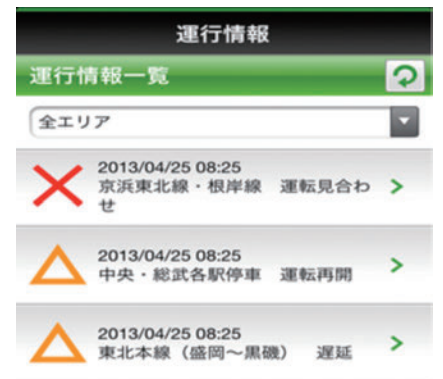 運行情報
運行情報一覧
全エリア
2013/04/25 08:25
京浜東北線・根岸線　運転見合わ
せ
2013/04/25 08:25
中央・総武各駅停車　運転再開
2013/04/25 08:25
東北本線（盛岡〜黒磯）　遅延